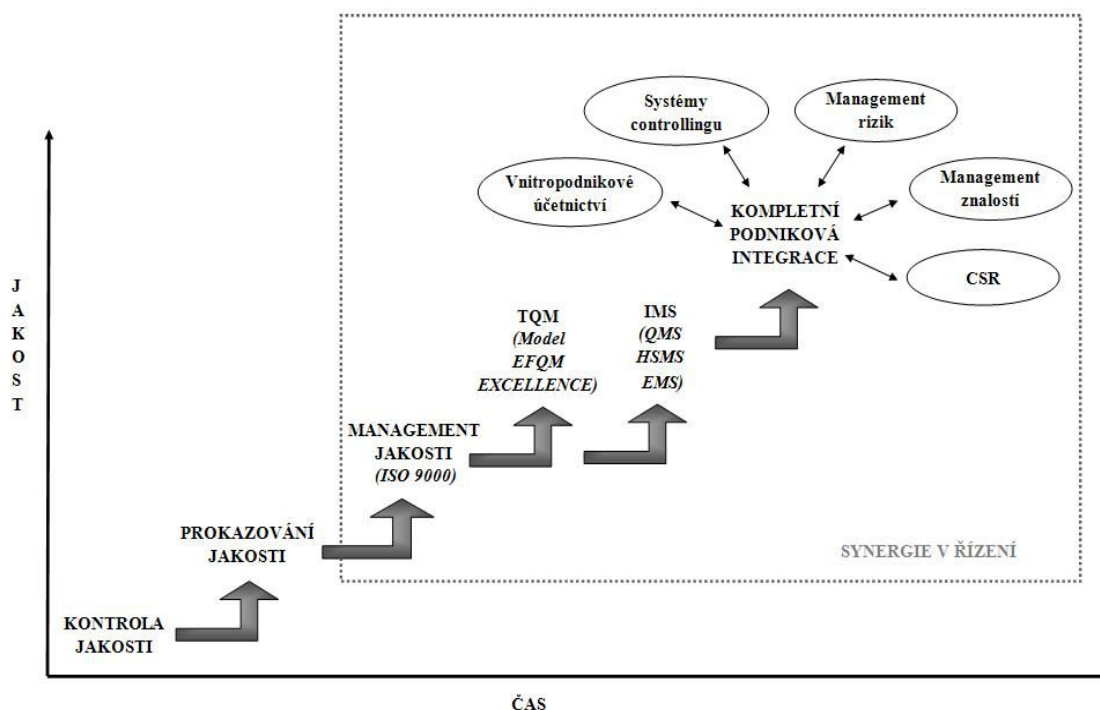 Systémy
controllingu
Management
rizik
Vnitropodnikové
účetnictví
KOMPLETNÍ
PODNIKOVÁ
INTEGRACE
Management
znalostí
CSR
J
A
K
O
S
T
TQM
(Model
EFQM
EXCELLENCE)
IMS
(QMS
HSMS
EMS)
MANAGEMENT
JAKOSTI
(ISO 9000)
PROKAZOVÁNÍ
JAKOSTI
SYNERGIE V ŘÍZENÍ
KONTROLA
JAKOSTI
ČAS